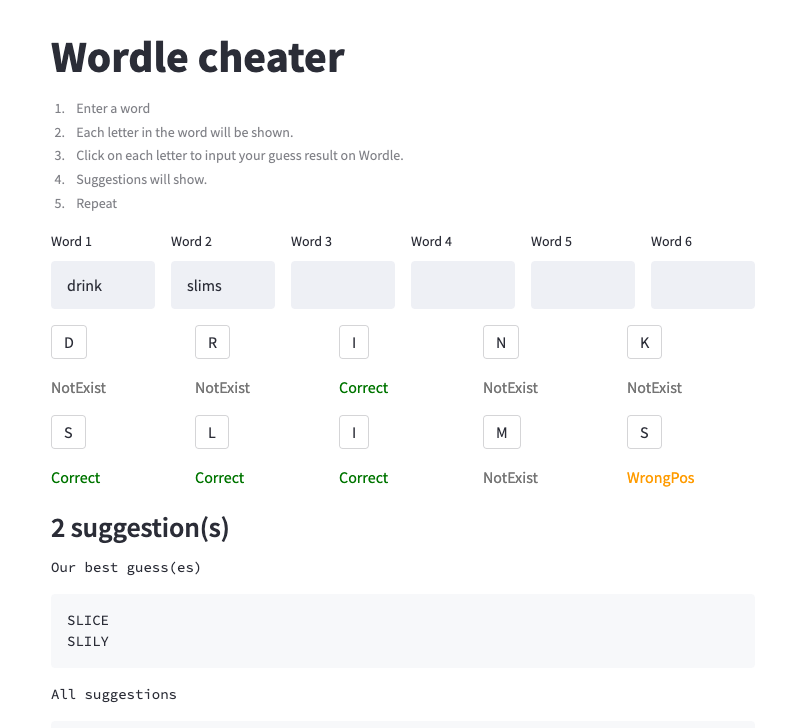 Wordle cheater
1. Enter a word
2. Each letter in the word will be shown.
3. Click on each letter to input your guess result on Wordle.
4. Suggestions will show.
5. Repeat
Word 1 Word 2 Word 3 Word 4 Word 5 Word 6
drink slims
D R I N K
NotExist NotExist Correct NotExist NotExist
S L I M S
Correct Correct Correct NotExist WrongPos
2 suggestion(s)
Our best guess(es)
SLICE
SLILY
All suggestions